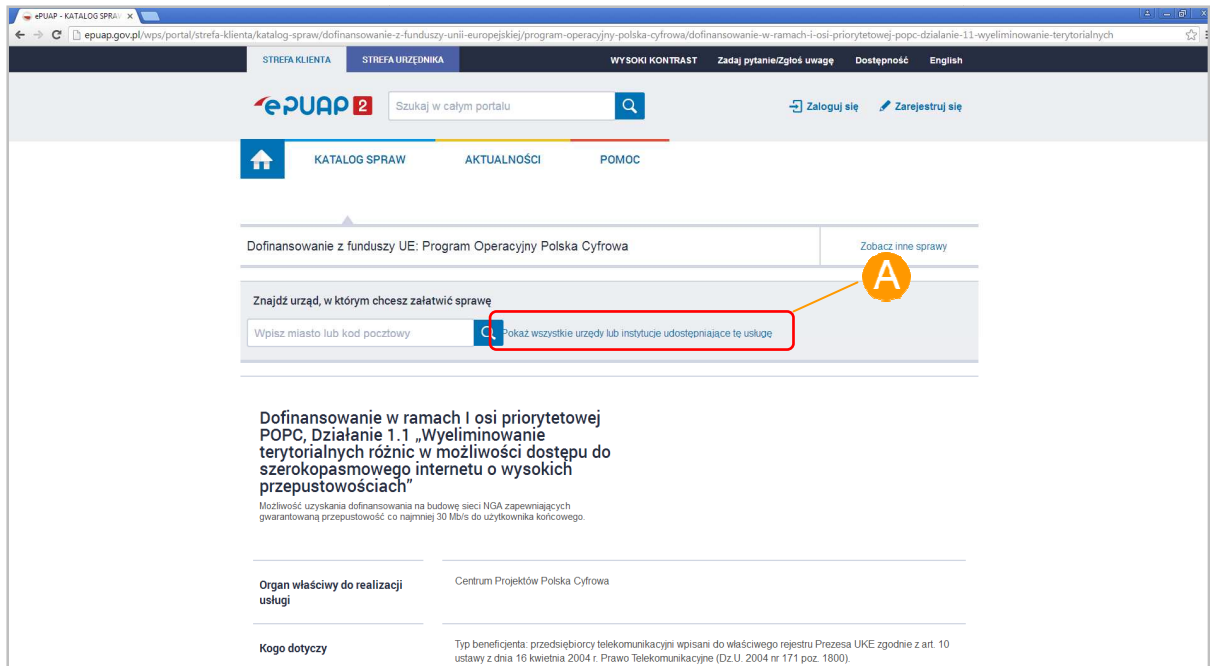 ePUAP - KATALOG SPRA
epuap.gov.pl/wps/portal/strefa-klienta/katalog-spraw/dofinansowanie-z-funduszy-unii-europejskiej/program-operacyjny-polska-cyfrowa/dofinansowanie-w-ramach-i-osi-priorytetowej-popc-dzialanie-11-wyeliminowanie-terytorialnych
STREFA KLIENTA STREFA URZĘDNIKA WYSOKI KONTRAST Zadaj pytanie/Zgłoś uwagę Dostępność English
ePUAP 2 Szukaj w całym portalu Zaloguj się Zarejestruj się
KATALOG SPRAW AKTUALNOŚCI POMOC
Dofinansowanie z funduszy UE: Program Operacyjny Polska Cyfrowa Zobacz inne sprawy
A
Znajdź urząd, w którym chcesz załatwić sprawę
Wpisz miasto lub kod pocztowy Pokaż wszystkie urzędy lub instytucje udostępniające tę usługę
Dofinansowanie w ramach I osi priorytetowej
POPC, Działanie 1.1 „Wyeliminowanie
terytorialnych różnic w możliwości dostępu do
szerokopasmowego internetu o wysokich
przepustowościach”
Możliwość uzyskania dofinansowania na budowę sieci NGA zapewniających
gwarantowaną przepustowość co najmniej 30 Mb/s do użytkownika końcowego.
Organ właściwy do realizacji Centrum Projektów Polska Cyfrowa
usługi
Kogo dotyczy Typ beneficjenta: przedsiębiorcy telekomunikacyjni wpisani do właściwego rejestru Prezesa UKE zgodnie z art. 10
ustawy z dnia 16 kwietnia 2004 r. Prawo Telekomunikacyjne (Dz.U. 2004 nr 171 poz. 1800).